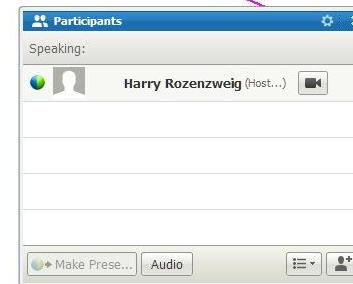 Participants
Speaking:
Harry Rozenzweig (Host...)
Make Prese... Audio